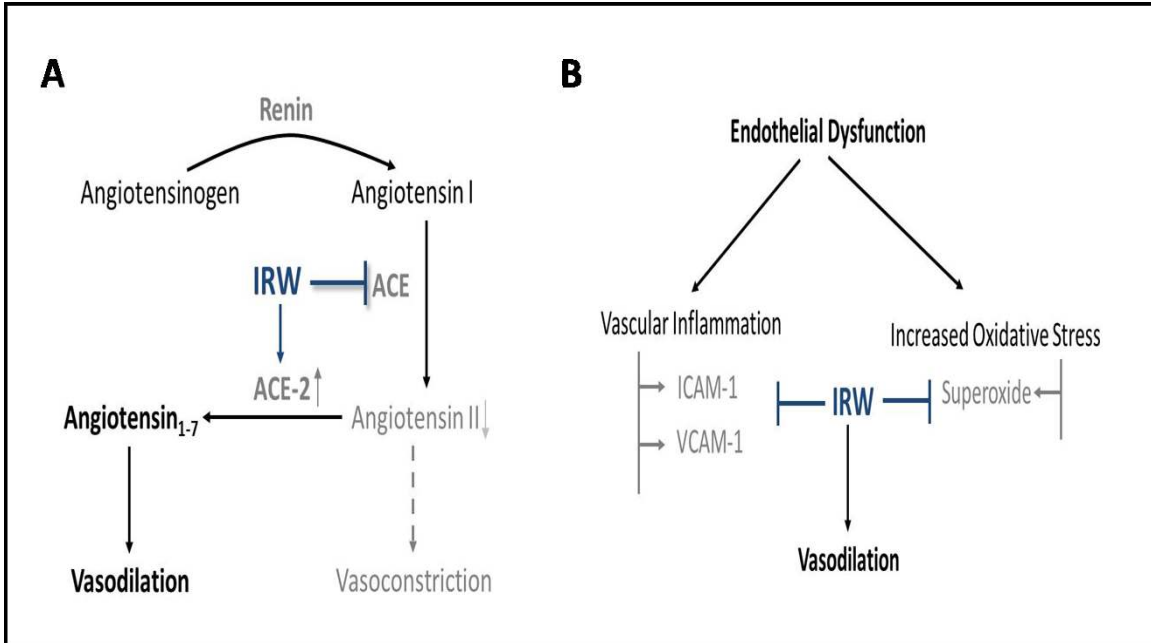 A
Renin
Angiotensinogen
Angiotensin I
IRW
ACE
ACE-2
Angiotensin1-7
Angiotensin II
Vasodilation
Vasoconstriction
B
Endothelial Dysfunction
Vascular Inflammation
Increased Oxidative Stress
ICAM-1
IRW
Superoxide
VCAM-1
Vasodilation